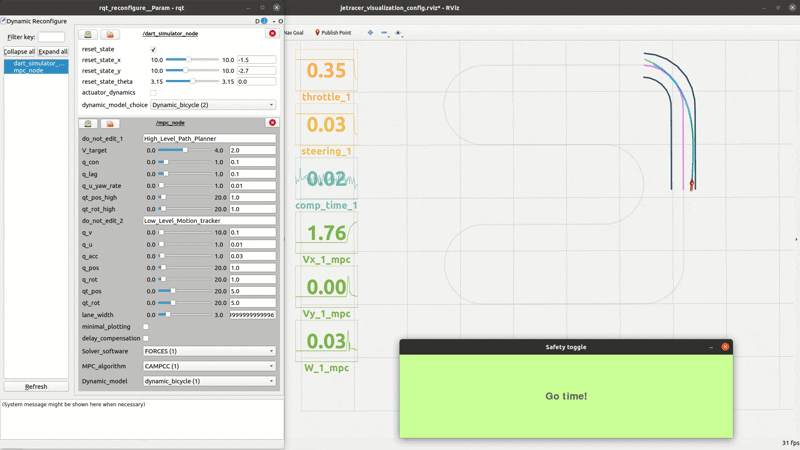 rqt_reconfigure__Param - rqt
Dynamic Reconfigure
D
- O
Filter key:
Collapse all
Expand all
dart_simulator_...
mpc_node
Refresh
(System message might be shown here when necessary)
/dart_simulator_node
reset_state
reset_state_x 10.0 10.0 -1.5
reset_state_y 10.0 10.0 -2.7
reset_state_theta 3.15 3.15 0.0
actuator_dynamics
dynamic_model_choice Dynamic_bicycle (2)
/mpc_node
do_not_edit_1 High_Level_Path_Planner
V_target 0.0 4.0 2.0
q_con 0.0 1.0 0.1
q_lag 0.0 1.0 0.1
q_u_yaw_rate 0.0 1.0 0.01
qt_pos_high 0.0 20.0 1.0
qt_rot_high 0.0 20.0 1.0
do_not_edit_2 Low_Level_Motion_tracker
q_v 0.0 10.0 0.1
q_u 0.0 1.0 0.01
q_acc 0.0 1.0 0.03
q_pos 0.0 20.0 1.0
q_rot 0.0 20.0 1.0
qt_pos 0.0 20.0 5.0
qt_rot 0.0 20.0 5.0
lane_width 0.0 3.0 9999999999996
minimal_plotting
delay_compensation
Solver_software FORCES (1)
MPC_algorithm CAMPCC (1)
Dynamic_model dynamic_bicycle (1)
jetracer_visualization_config.rviz* - RViz
Nav Goal
Publish Point
0.35
throttle_1
0.03
steering_1
0.02
comp_time_1
1.76
Vx_1_mpc
0.00
Vy_1_mpc
0.03
W_1_mpc
Safety toggle
Go time!
31 fps